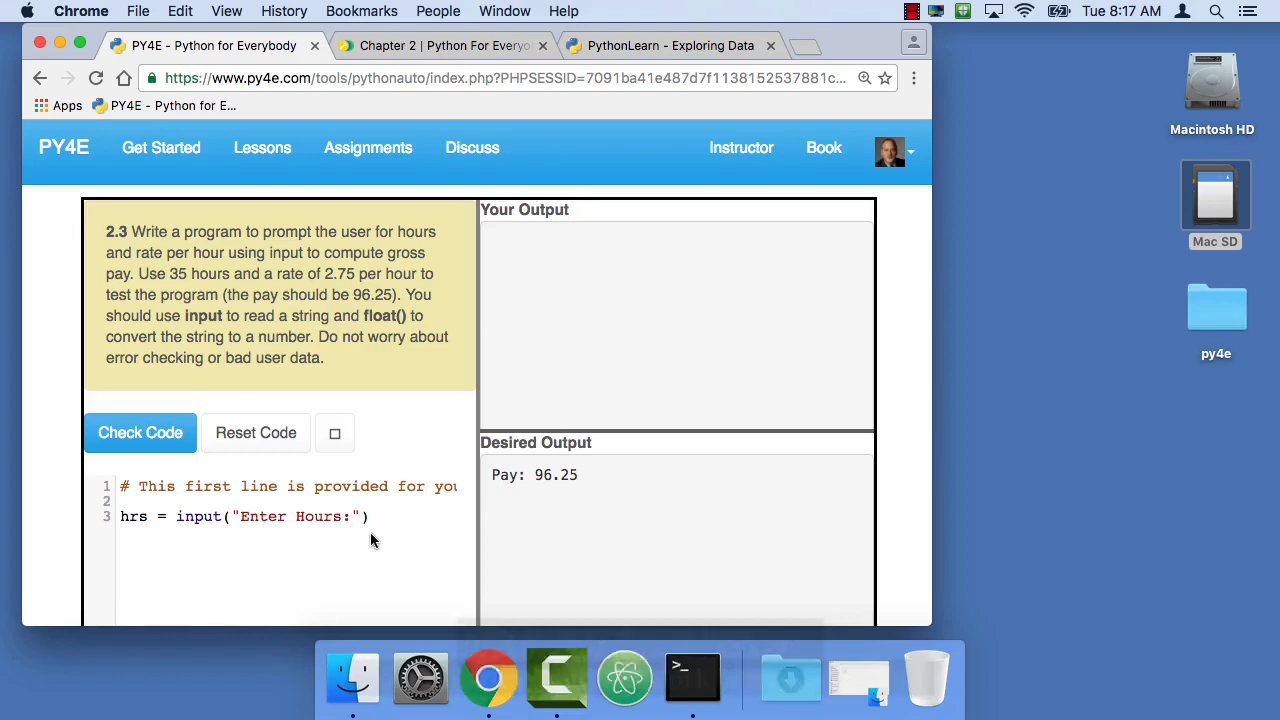 Chrome File Edit View History Bookmarks People Window Help Tue 8:17 AM
PY4E - Python for Everybody Chapter 2 | Python For Everyo PythonLearn - Exploring Data
https://www.py4e.com/tools/pythonauto/index.php?PHPSESSID=7091ba41e487d7f1138152537881c...
Apps PY4E - Python for E...
PY4E Get Started Lessons Assignments Discuss Instructor Book
2.3 Write a program to prompt the user for hours
and rate per hour using input to compute gross
pay. Use 35 hours and a rate of 2.75 per hour to
test the program (the pay should be 96.25). You
should use input to read a string and float() to
convert the string to a number. Do not worry about
error checking or bad user data.
Check Code Reset Code
1 # This first line is provided for you
2
3 hrs = input("Enter Hours:")
Your Output
Desired Output
Pay: 96.25
Macintosh HD
Mac SD
py4e